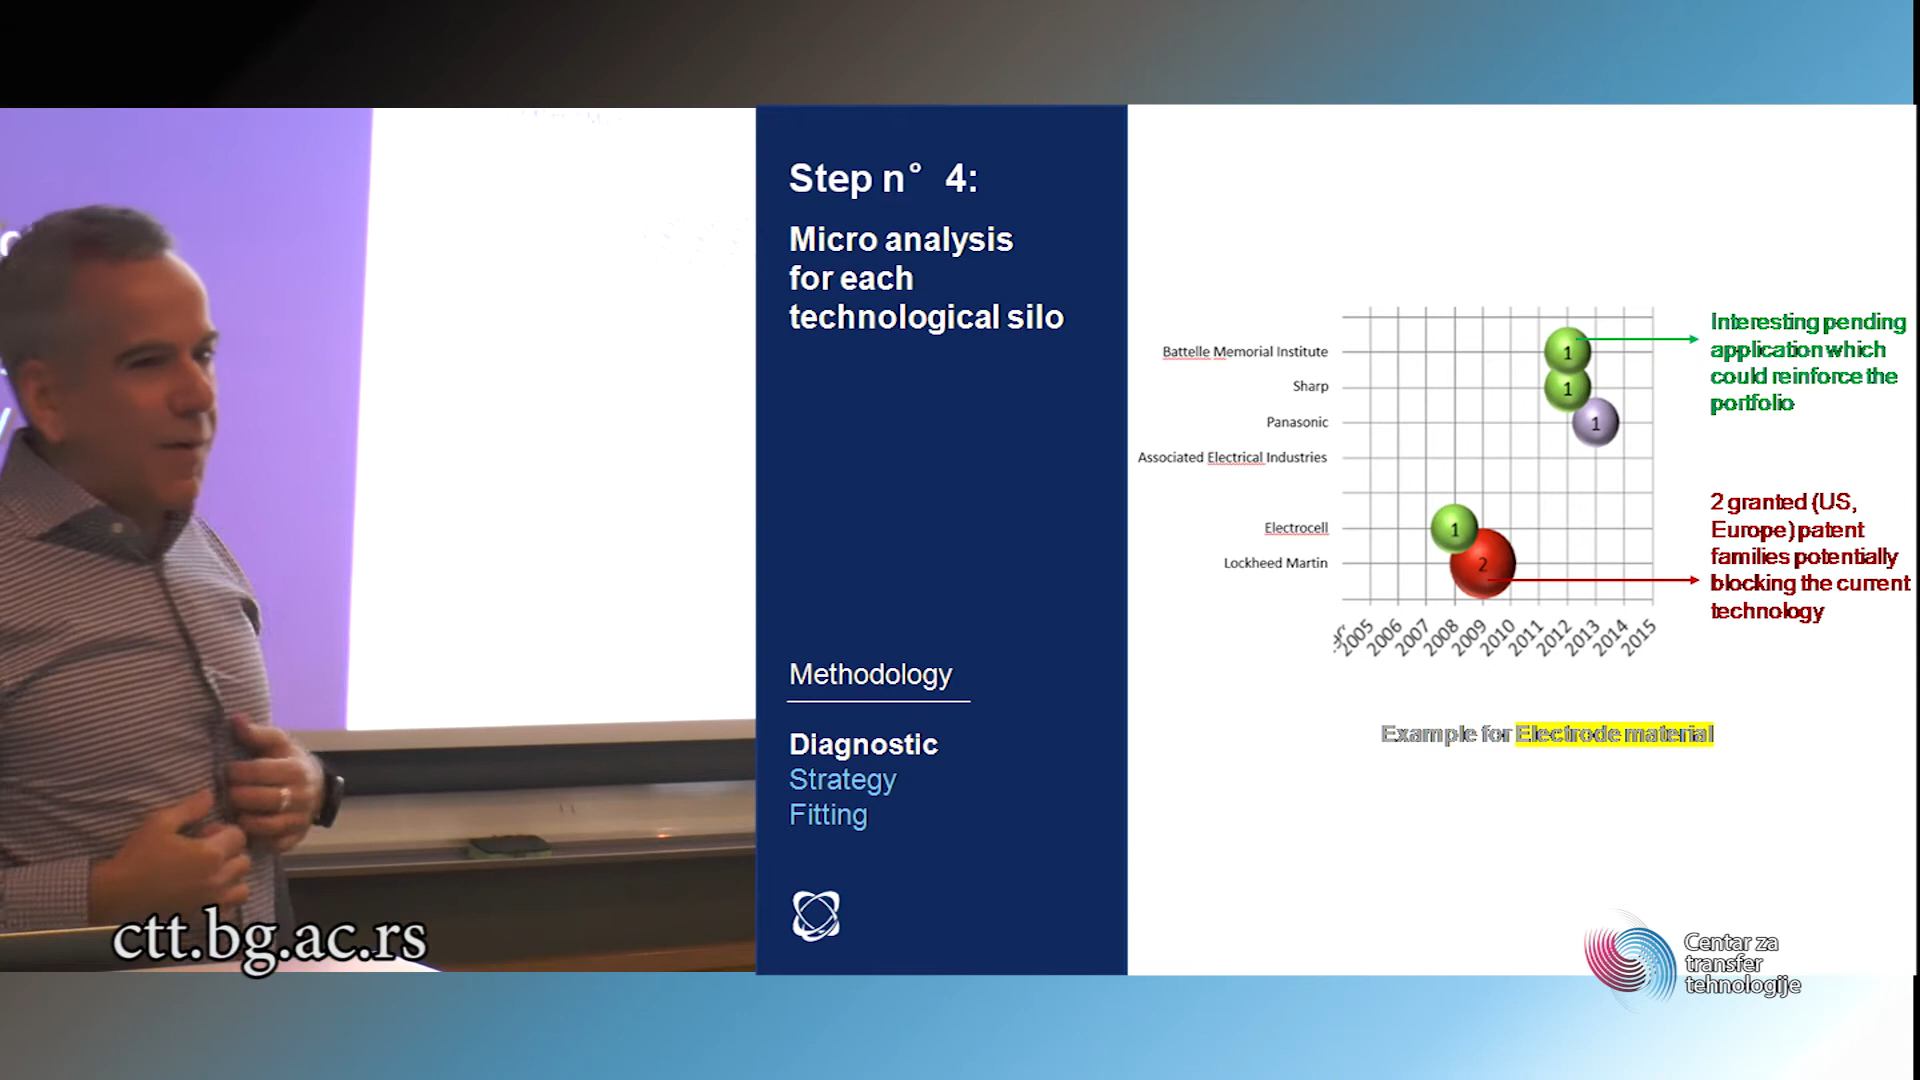 Step n° 4:
Micro analysis
for each
technological silo
Methodology
Diagnostic
Strategy
Fitting
Battelle Memorial Institute
Sharp
Panasonic
Associated Electrical Industries
Electrocell
Lockheed Martin
1
1
1
1
2
2005
2006
2007
2008
2009
2010
2011
2012
2013
2014
2015
Interesting pending
application which
could reinforce the
portfolio
2 granted (US,
Europe) patent
families potentially
blocking the current
technology
Example for Electrode material
ctt.bg.ac.rs
Centar za
transfer
tehnologije